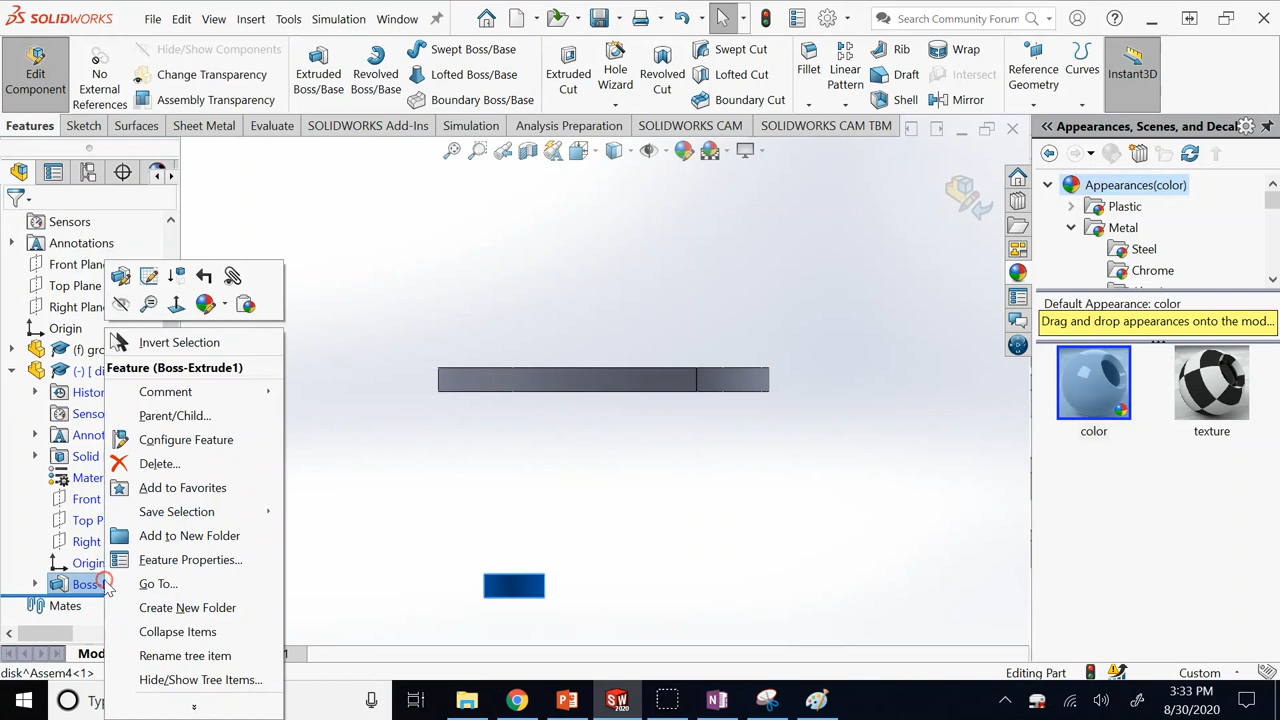 SOLIDWORKS
File Edit View Insert Tools Simulation Window
Search Community Forum
Edit Component
No External References
Hide/Show Components
Change Transparency
Assembly Transparency
Extruded Boss/Base
Revolved Boss/Base
Swept Boss/Base
Lofted Boss/Base
Boundary Boss/Base
Extruded Cut
Hole Wizard
Revolved Cut
Swept Cut
Lofted Cut
Boundary Cut
Fillet
Linear Pattern
Rib
Draft
Shell
Wrap
Intersect
Mirror
Reference Geometry
Curves
Instant3D
Features Sketch Surfaces Sheet Metal Evaluate SOLIDWORKS Add-Ins Simulation Analysis Preparation SOLIDWORKS CAM SOLIDWORKS CAM TBM
Sensors
Annotations
Front Plane
Top Plane
Right Plane
Origin
(f) gro
(-) [ di
Histor
Senso
Annot
Solid
Mater
Front
Top P
Right
Origin
Boss
Mates
Invert Selection
Feature (Boss-Extrude1)
Comment
Parent/Child...
Configure Feature
Delete...
Add to Favorites
Save Selection
Add to New Folder
Feature Properties...
Go To...
Create New Folder
Collapse Items
Rename tree item
Hide/Show Tree Items...
Appearances, Scenes, and Decal
Appearances(color)
Plastic
Metal
Steel
Chrome
Default Appearance: color
Drag and drop appearances onto the mod...
color
texture
Mod
1
disk^Assem4<1>
Editing Part
Custom
Typ
SW
2020
3:33 PM
8/30/2020